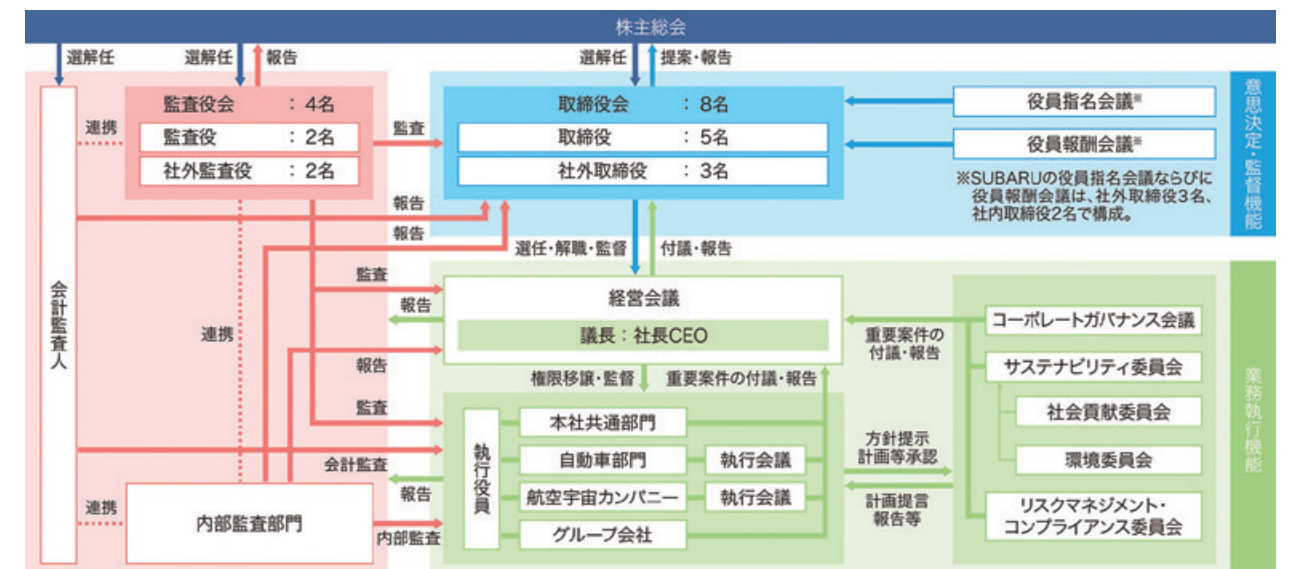 株主総会
選解任
選解任
報告
選解任
提案・報告
監査役会 : 4名
監査役 : 2名
社外監査役 : 2名
連携
監査
取締役会 : 8名
取締役 : 5名
社外取締役 : 3名
役員指名会議※
役員報酬会議※
※SUBARUの役員指名会議ならびに
役員報酬会議は、社外取締役3名、
社内取締役2名で構成。
意思決定・監督機能
報告
報告
選任・解職・監督
付議・報告
会計監査人
連携
監査
報告
経営会議
議長:社長CEO
報告
重要案件の
付議・報告
コーポレートガバナンス会議
サステナビリティ委員会
社会貢献委員会
環境委員会
リスクマネジメント・
コンプライアンス委員会
業務執行機能
権限移譲・監督
重要案件の付議・報告
監査
執行役員
本社共通部門
自動車部門
執行会議
航空宇宙カンパニー
執行会議
グループ会社
方針提示
計画等承認
計画提言
報告等
会計監査
報告
連携
内部監査部門
内部監査